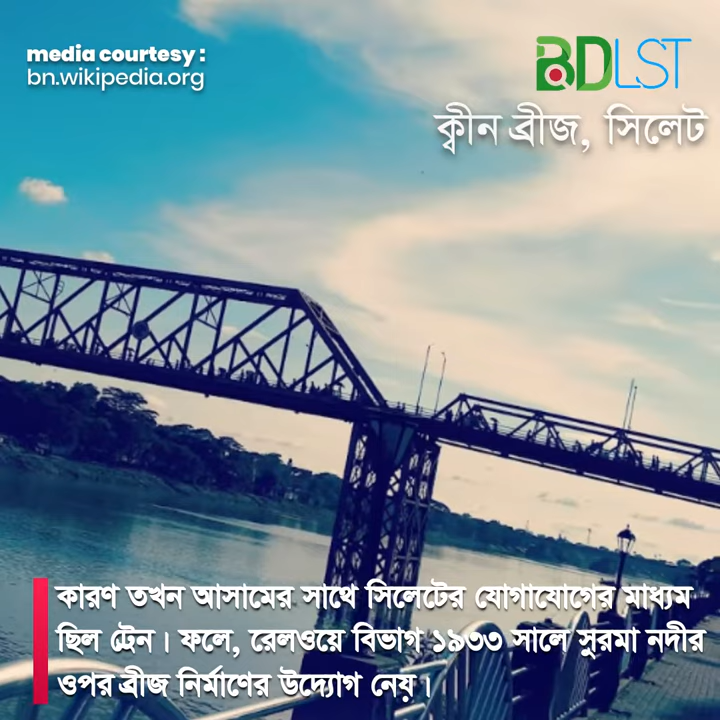 media courtesy :
bn.wikipedia.org
BDLST
ক্বীন ব্রীজ, সিলেট
কারণ তখন আসামের সাথে সিলেটের যোগাযোগের মাধ্যম
ছিল ট্রেন। ফলে, রেলওয়ে বিভাগ ১৯৩৩ সালে সুরমা নদীর
ওপর ব্রীজ নির্মাণের উদ্যোগ নেয়।